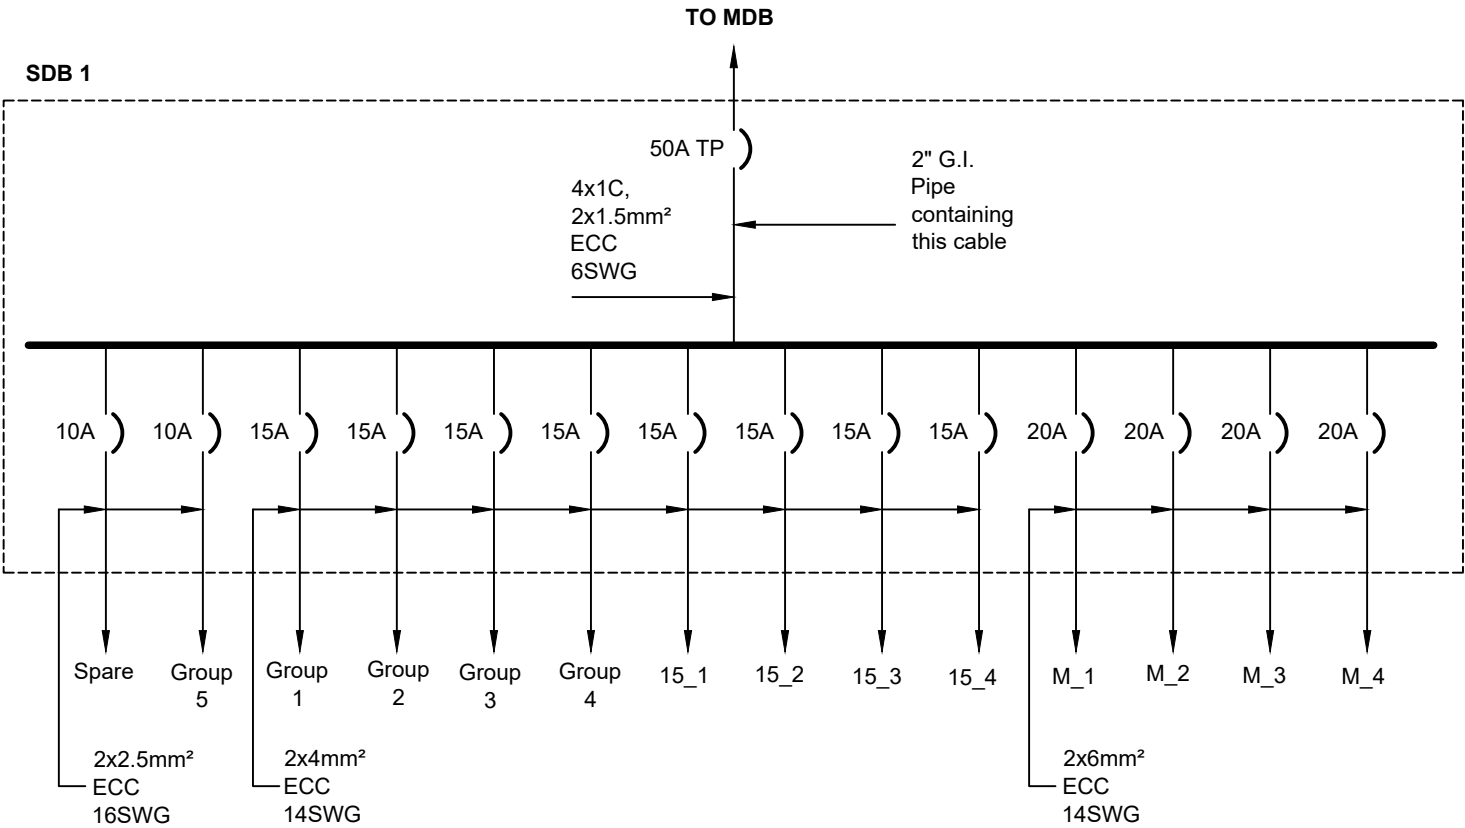 TO MDB
SDB 1
50A TP
4x1C,
2x1.5mm²
ECC
6SWG
2" G.I.
Pipe
containing
this cable
10A
10A
15A
15A
15A
15A
15A
15A
15A
15A
20A
20A
20A
20A
Spare
Group
5
Group
1
Group
2
Group
3
Group
4
15_1
15_2
15_3
15_4
M_1
M_2
M_3
M_4
2x2.5mm²
ECC
16SWG
2x4mm²
ECC
14SWG
2x6mm²
ECC
14SWG